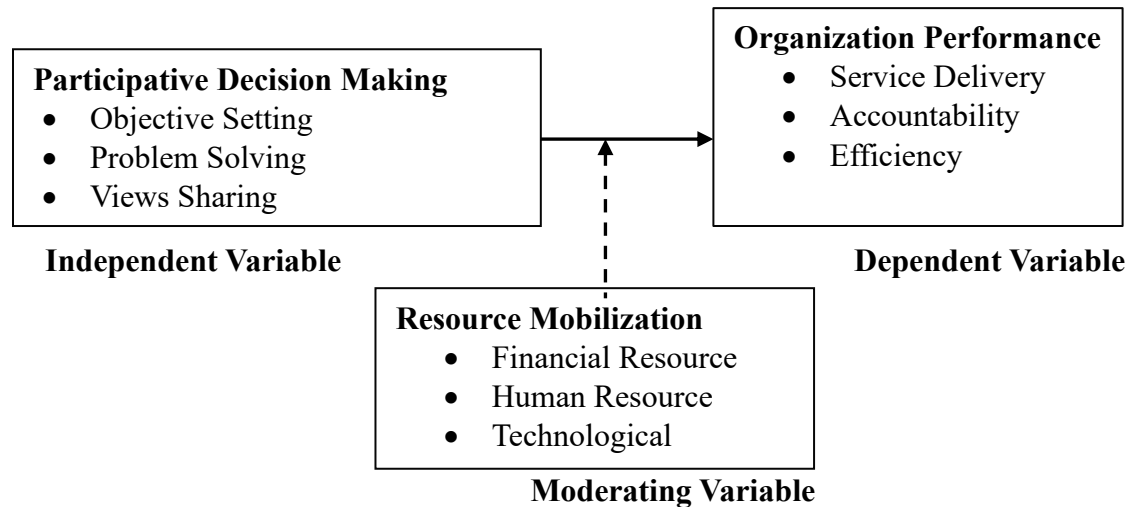 Participative Decision Making
• Objective Setting
• Problem Solving
• Views Sharing
Independent Variable
Organization Performance
• Service Delivery
• Accountability
• Efficiency
Dependent Variable
Resource Mobilization
• Financial Resource
• Human Resource
• Technological
Moderating Variable